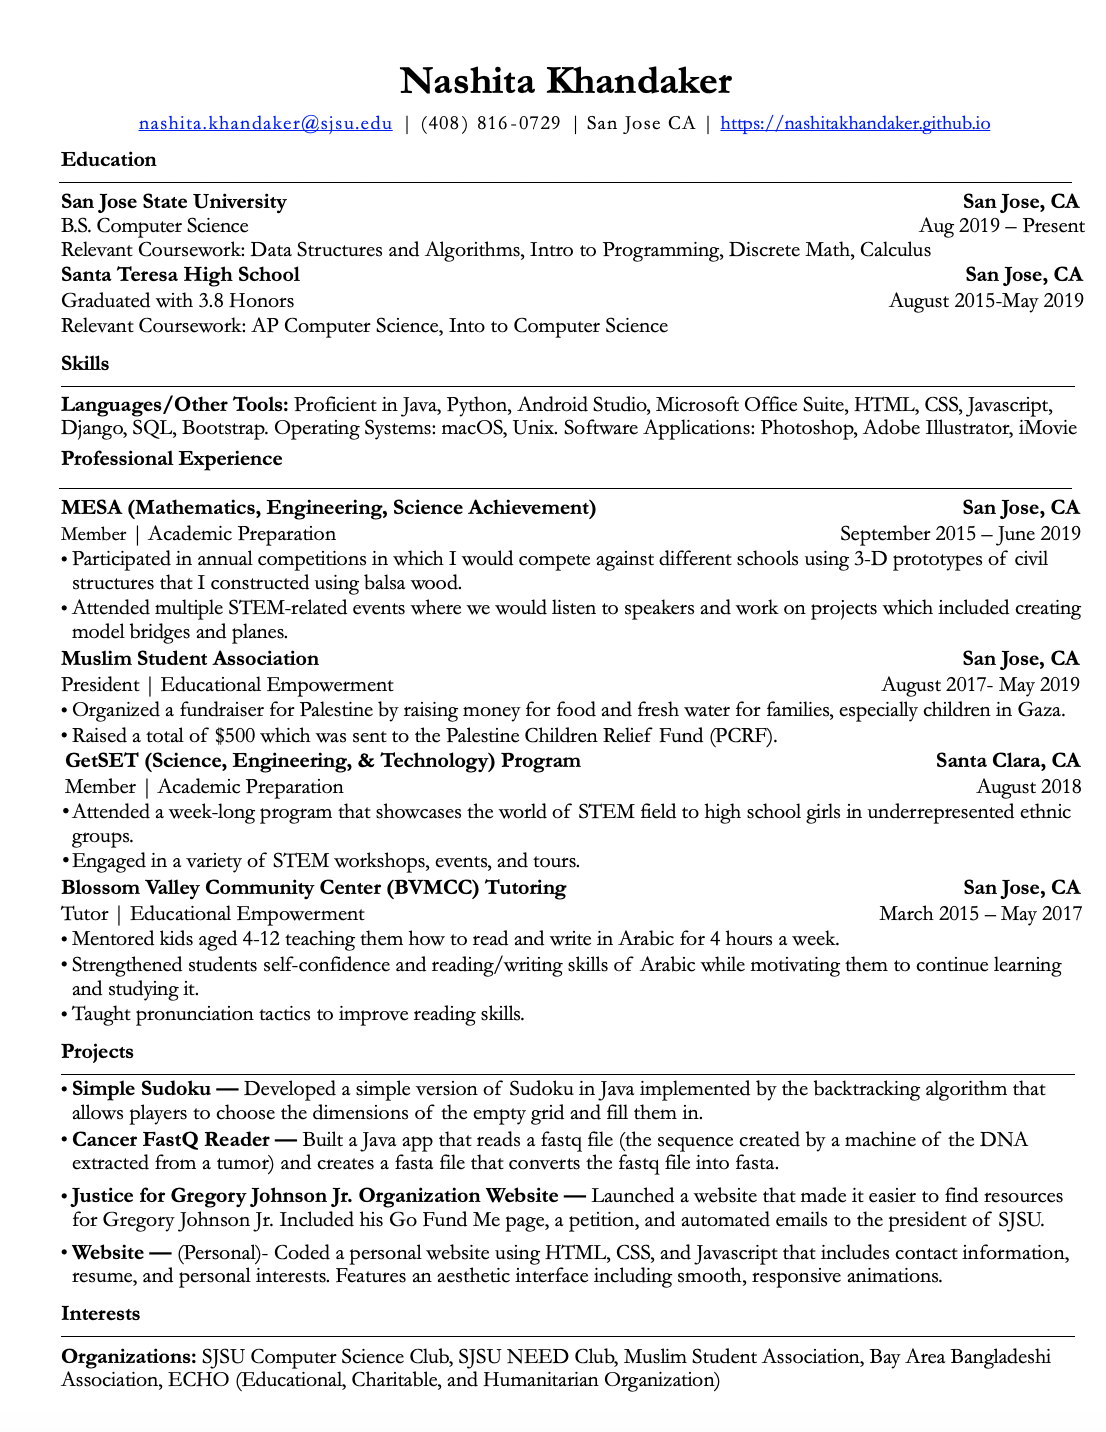 Nashita Khandaker
nashita.khandaker@sjsu.edu | (408) 816-0729 | San Jose CA | https://nashitakhandaker.github.io
Education
San Jose State University San Jose, CA
B.S. Computer Science Aug 2019 – Present
Relevant Coursework: Data Structures and Algorithms, Intro to Programming, Discrete Math, Calculus
Santa Teresa High School San Jose, CA
Graduated with 3.8 Honors August 2015-May 2019
Relevant Coursework: AP Computer Science, Into to Computer Science
Skills
Languages/Other Tools: Proficient in Java, Python, Android Studio, Microsoft Office Suite, HTML, CSS, Javascript,
Django, SQL, Bootstrap. Operating Systems: macOS, Unix. Software Applications: Photoshop, Adobe Illustrator, iMovie
Professional Experience
MESA (Mathematics, Engineering, Science Achievement) San Jose, CA
Member | Academic Preparation September 2015 – June 2019
• Participated in annual competitions in which I would compete against different schools using 3-D prototypes of civil
structures that I constructed using balsa wood.
• Attended multiple STEM-related events where we would listen to speakers and work on projects which included creating
model bridges and planes.
Muslim Student Association San Jose, CA
President | Educational Empowerment August 2017- May 2019
• Organized a fundraiser for Palestine by raising money for food and fresh water for families, especially children in Gaza.
• Raised a total of $500 which was sent to the Palestine Children Relief Fund (PCRF).
GetSET (Science, Engineering, & Technology) Program Santa Clara, CA
Member | Academic Preparation August 2018
• Attended a week-long program that showcases the world of STEM field to high school girls in underrepresented ethnic
groups.
• Engaged in a variety of STEM workshops, events, and tours.
Blossom Valley Community Center (BVMCC) Tutoring San Jose, CA
Tutor | Educational Empowerment March 2015 – May 2017
• Mentored kids aged 4-12 teaching them how to read and write in Arabic for 4 hours a week.
• Strengthened students self-confidence and reading/writing skills of Arabic while motivating them to continue learning
and studying it.
• Taught pronunciation tactics to improve reading skills.
Projects
• Simple Sudoku — Developed a simple version of Sudoku in Java implemented by the backtracking algorithm that
allows players to choose the dimensions of the empty grid and fill them in.
• Cancer FastQ Reader — Built a Java app that reads a fastq file (the sequence created by a machine of the DNA
extracted from a tumor) and creates a fasta file that converts the fastq file into fasta.
• Justice for Gregory Johnson Jr. Organization Website — Launched a website that made it easier to find resources
for Gregory Johnson Jr. Included his Go Fund Me page, a petition, and automated emails to the president of SJSU.
• Website — (Personal)- Coded a personal website using HTML, CSS, and Javascript that includes contact information,
resume, and personal interests. Features an aesthetic interface including smooth, responsive animations.
Interests
Organizations: SJSU Computer Science Club, SJSU NEED Club, Muslim Student Association, Bay Area Bangladeshi
Association, ECHO (Educational, Charitable, and Humanitarian Organization)